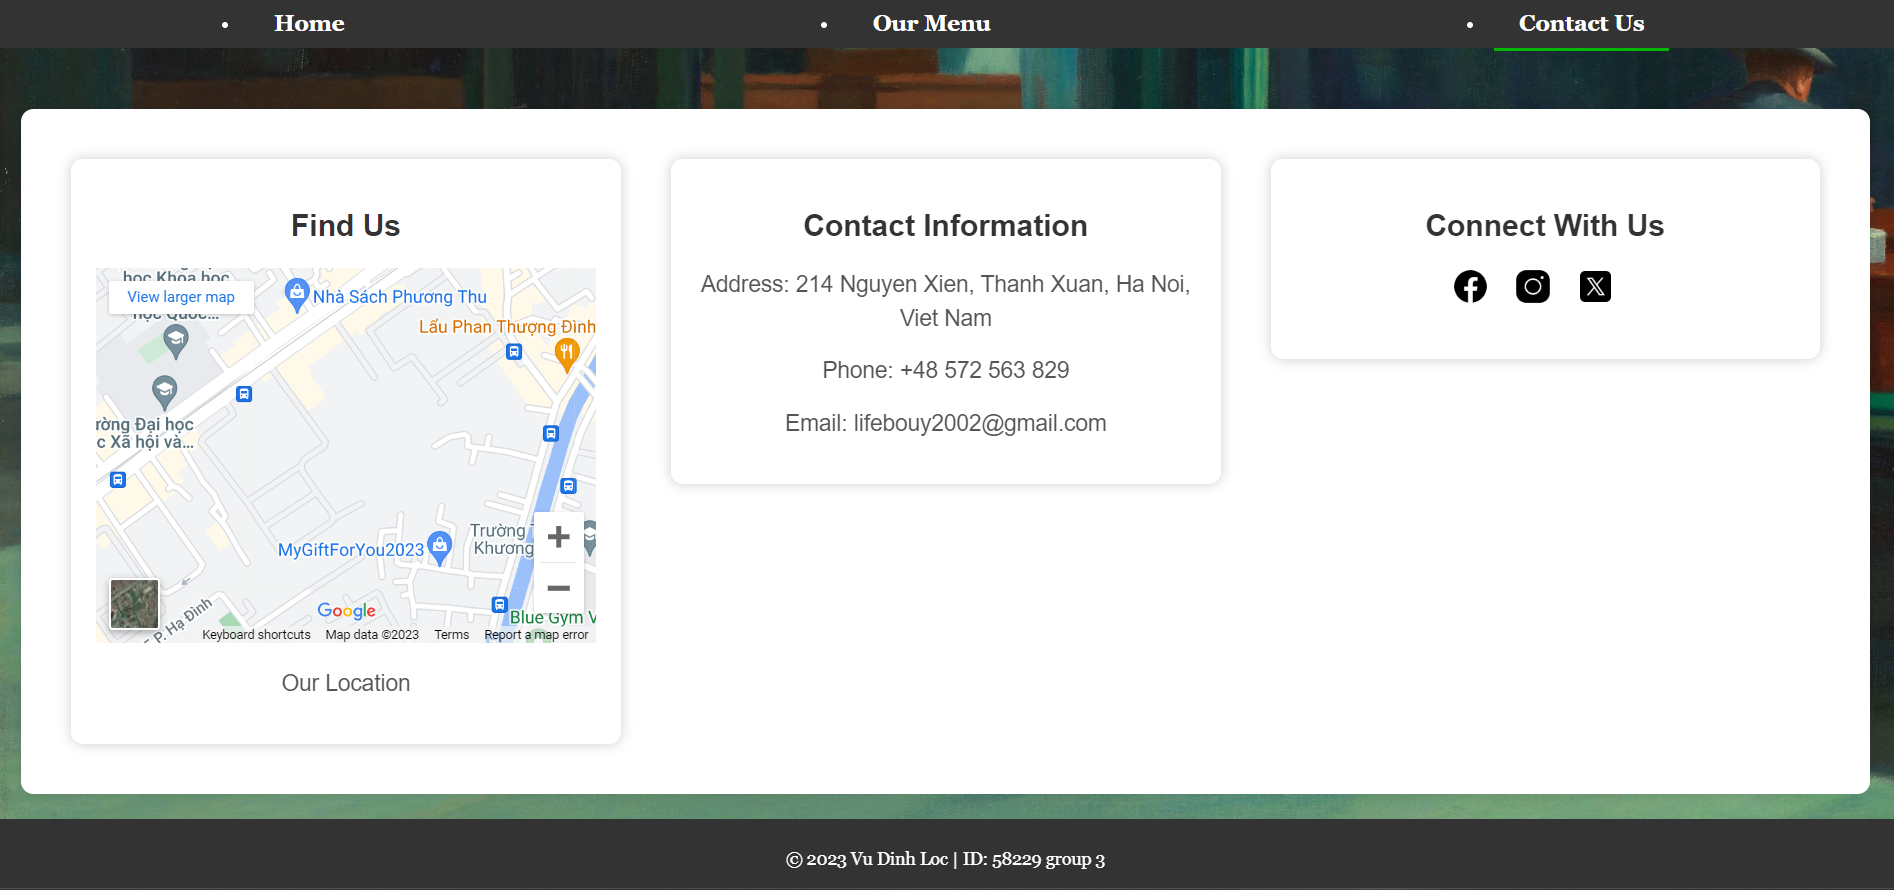 Home
Our Menu
Contact Us
Find Us
học Khoa học
View larger map
học Quốc...
Nhà Sách Phương Thu
Lẩu Phan Thượng Đình
ường Đại học
c Xã hội và...
Trường
Khương
MyGiftForYou2023
Blue Gym V
P. Hạ Đình
Google
Keyboard shortcuts
Map data ©2023
Terms
Report a map error
Our Location
Contact Information
Address: 214 Nguyen Xien, Thanh Xuan, Ha Noi,
Viet Nam
Phone: +48 572 563 829
Email: lifebouy2002@gmail.com
Connect With Us
© 2023 Vu Dinh Loc | ID: 58229 group 3